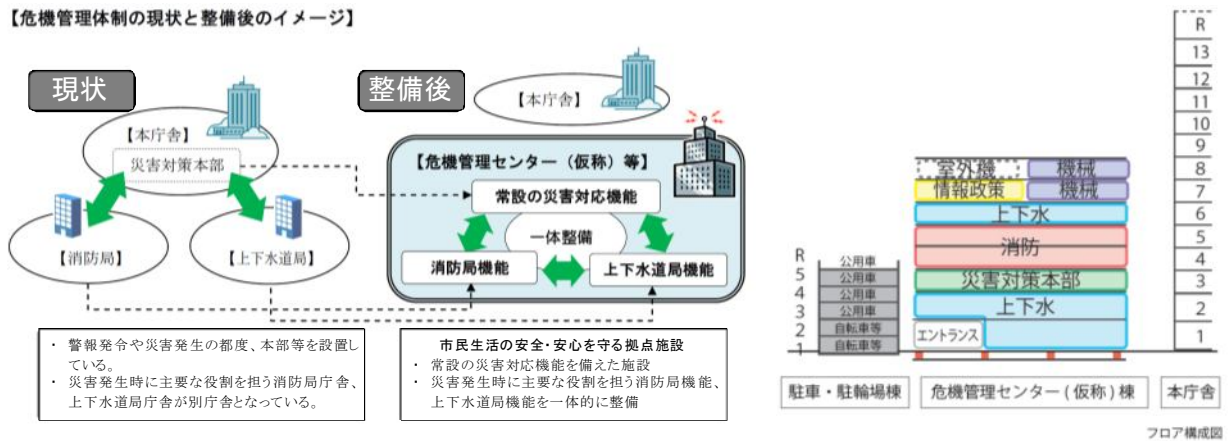 【危機管理体制の現状と整備後のイメージ】
現状
【本庁舎】
災害対策本部
【消防局】
【上下水道局】
・ 警報発令や災害発生の都度、本部等を設置し
ている。
・ 災害発生時に主要な役割を担う消防局庁舎、
上下水道局庁舎が別庁舎となっている。
整備後
【本庁舎】
【危機管理センター（仮称）等】
常設の災害対応機能
一体整備
消防局機能
上下水道局機能
市民生活の安全・安心を守る拠点施設
・ 常設の災害対応機能を備えた施設
・ 災害発生時に主要な役割を担う消防局機能、
上下水道局機能を一体的に整備
R
5
4
3
2
1
公用車
公用車
公用車
公用車
自転車等
自転車等
駐車・駐輪場棟
室外機
機械
情報政策
機械
上下水
消防
災害対策本部
上下水
エントランス
危機管理センター(仮称)棟
R
13
12
11
10
9
8
7
6
5
4
3
2
1
本庁舎
フロア構成図